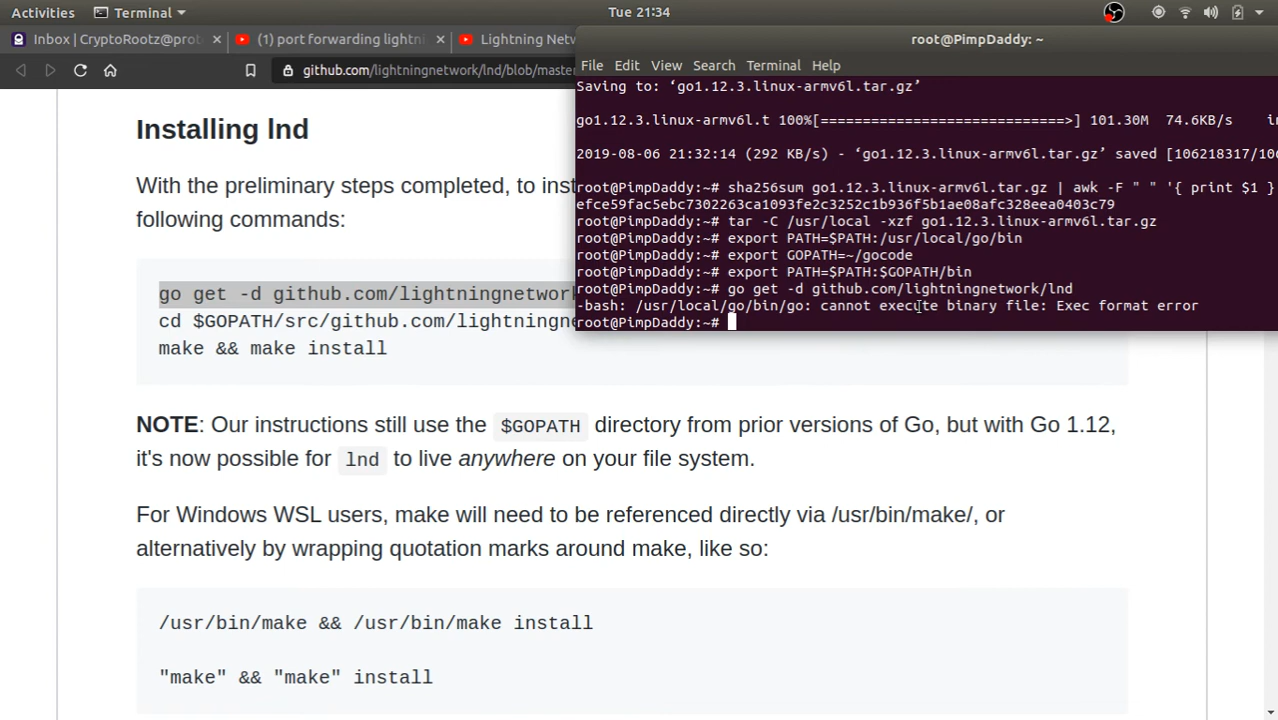 Activities Terminal Tue 21:34
Inbox | CryptoRootz@prot
(1) port forwarding lightni
Lightning Netw
github.com/lightningnetwork/lnd/blob/master
root@PimpDaddy: ~
File Edit View Search Terminal Help
Saving to: ‘go1.12.3.linux-armv6l.tar.gz’
go1.12.3.linux-armv6l.t 100%[===========================>] 101.30M 74.6KB/s in
2019-08-06 21:32:14 (292 KB/s) - ‘go1.12.3.linux-armv6l.tar.gz’ saved [106218317/106
root@PimpDaddy:~# sha256sum go1.12.3.linux-armv6l.tar.gz | awk -F " " '{ print $1 }
efce59fac5ebc7302263ca1093fe2c3252c1b936f5b1ae08afc328eea0403c79
root@PimpDaddy:~# tar -C /usr/local -xzf go1.12.3.linux-armv6l.tar.gz
root@PimpDaddy:~# export PATH=$PATH:/usr/local/go/bin
root@PimpDaddy:~# export GOPATH=~/gocode
root@PimpDaddy:~# export PATH=$PATH:$GOPATH/bin
root@PimpDaddy:~# go get -d github.com/lightningnetwork/lnd
-bash: /usr/local/go/bin/go: cannot execute binary file: Exec format error
root@PimpDaddy:~#
Installing lnd
With the preliminary steps completed, to inst
following commands:
go get -d github.com/lightningnetwork
cd $GOPATH/src/github.com/lightningne
make && make install
NOTE: Our instructions still use the $GOPATH directory from prior versions of Go, but with Go 1.12,
it's now possible for lnd to live anywhere on your file system.
For Windows WSL users, make will need to be referenced directly via /usr/bin/make/, or
alternatively by wrapping quotation marks around make, like so:
/usr/bin/make && /usr/bin/make install
"make" && "make" install